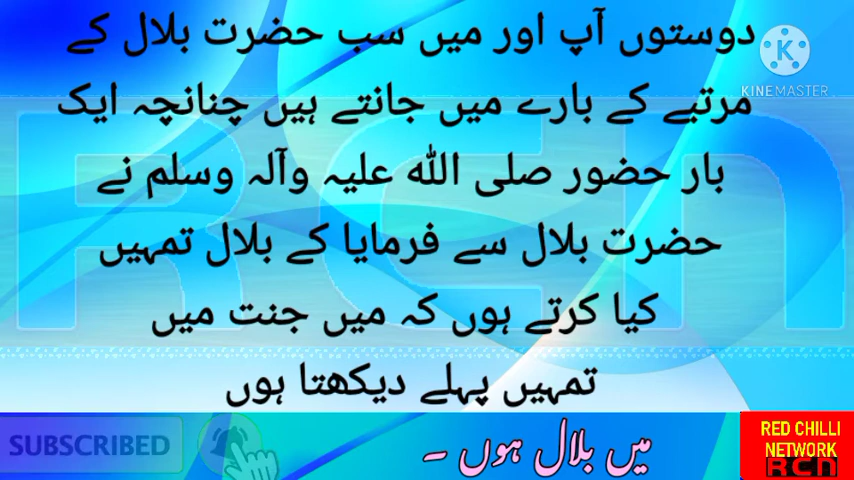 دوستوں آپ اور میں سب حضرت بلال کے
مرتبے کے بارے میں جانتے ہیں چنانچہ ایک
بار حضور صلی اللہ علیہ وآلہ وسلم نے
حضرت بلال سے فرمایا کے بلال تمہیں
کیا کرتے ہوں کہ میں جنت میں
تمہیں پہلے دیکھتا ہوں
K
KINEMASTER
RCN
SUBSCRIBED
میں بلال ہوں ۔
RED CHILLI
NETWORK
RCN